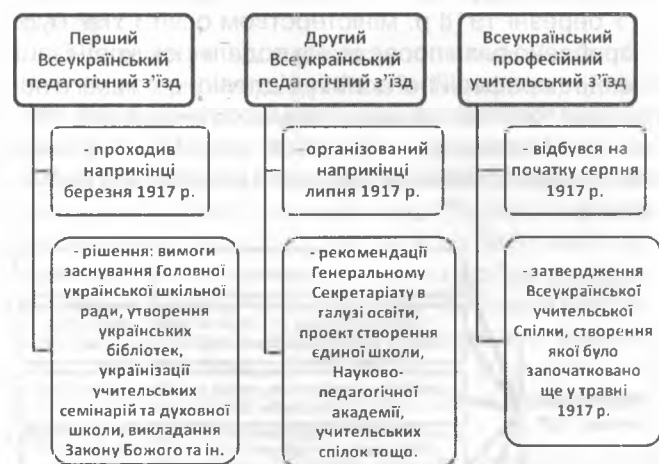 Перший
Всеукраїнський
педагогічний з'їзд
- проходив
наприкінці
березня 1917 р.
- рішення: вимоги
заснування Головної
української шкільної
ради, утворення
українських
бібліотек,
українізації
учительських
семінарій та духовної
школи, викладання
Закону Божого та ін.
Другий
Всеукраїнський
педагогічний з'їзд
- організований
наприкінці
липня 1917 р.
- рекомендації
Генеральному
Секретаріату в
галузі освіти,
проект створення
єдиної школи,
Науково-
педагогічної
академії,
учительських
спілок тощо.
Всеукраїнський
професійний
учительський з'їзд
- відбувся на
початку серпня
1917 р.
- затвердження
Всеукраїнської
учительської
Спілки, створення
якої було
започатковано
ще у травні
1917 р.